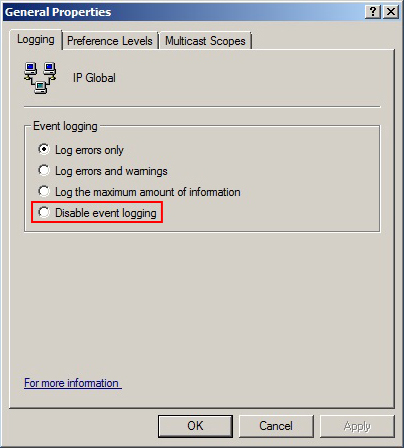 General Properties
Logging
Preference Levels
Multicast Scopes
IP Global
Event logging
Log errors only
Log errors and warnings
Log the maximum amount of information
Disable event logging
For more information
OK
Cancel
Apply